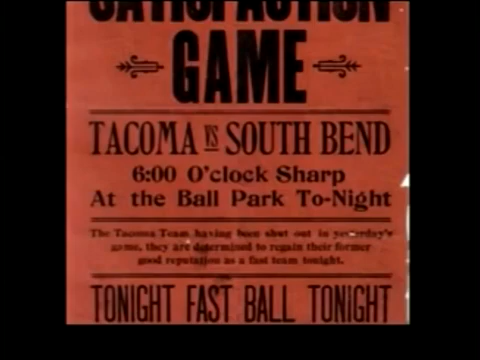 SATISFACTION
GAME
TACOMA VS SOUTH BEND
6:00 O'clock Sharp
At the Ball Park To-Night
The Tacoma Team having been shut out in yesterday's
game, they are determined to regain their former
good reputation as a fast team tonight.
TONIGHT FAST BALL TONIGHT